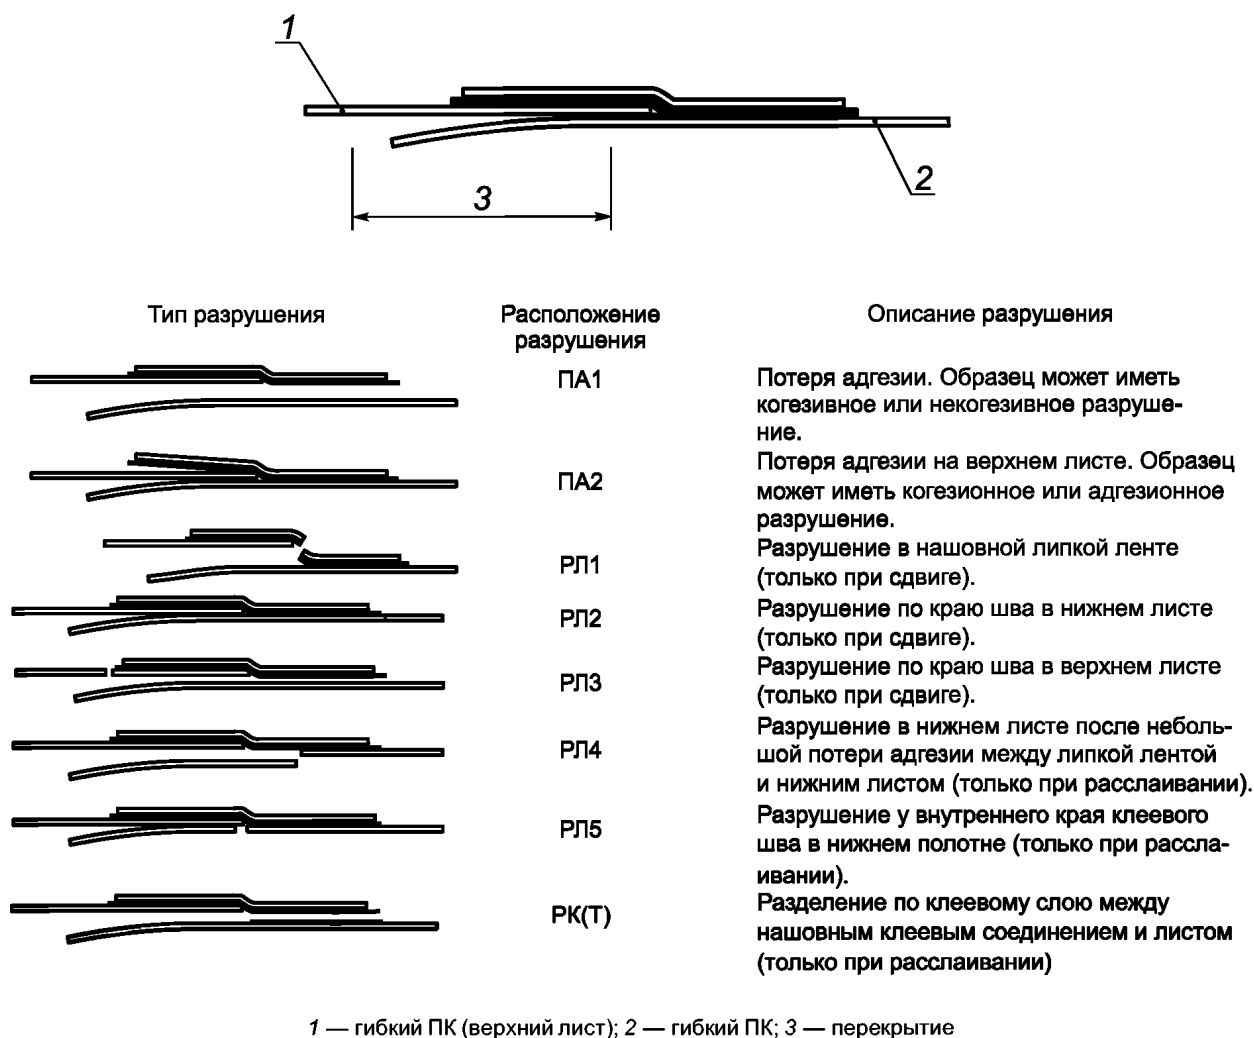 1
2
3
Тип разрушения
Расположение
разрушения
Описание разрушения
ПА1
Потеря адгезии. Образец может иметь
когезивное или некогезивное разруше-
ние.
ПА2
Потеря адгезии на верхнем листе. Образец
может иметь когезионное или адгезионное
разрушение.
РЛ1
Разрушение в нашовной липкой ленте
(только при сдвиге).
РЛ2
Разрушение по краю шва в нижнем листе
(только при сдвиге).
РЛ3
Разрушение по краю шва в верхнем листе
(только при сдвиге).
РЛ4
Разрушение в нижнем листе после неболь-
шой потери адгезии между липкой лентой
и нижним листом (только при расслаивании).
РЛ5
Разрушение у внутреннего края клеевого
шва в нижнем полотне (только при рассла-
ивании).
РК(Т)
Разделение по клеевому слою между
нашовным клеевым соединением и листом
(только при расслаивании)
1 — гибкий ПК (верхний лист); 2 — гибкий ПК; 3 — перекрытие